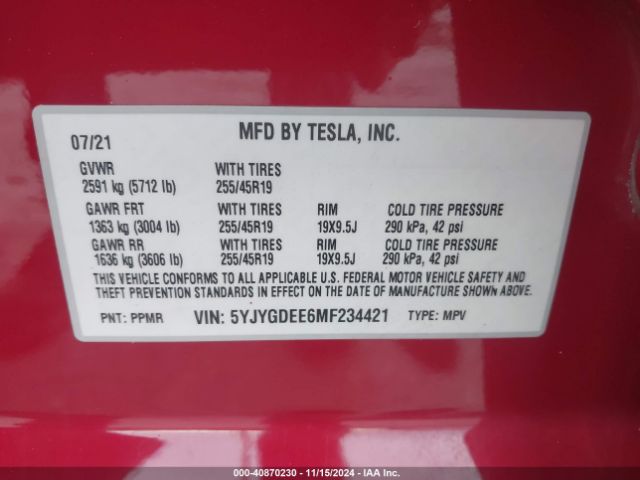 07/21 MFD BY TESLA, INC.
GVWR WITH TIRES
2591 kg (5712 lb) 255/45R19
GAWR FRT WITH TIRES RIM COLD TIRE PRESSURE
1363 kg (3004 lb) 255/45R19 19X9.5J 290 kPa, 42 psi
GAWR RR WITH TIRES RIM COLD TIRE PRESSURE
1636 kg (3606 lb) 255/45R19 19X9.5J 290 kPa, 42 psi
THIS VEHICLE CONFORMS TO ALL APPLICABLE U.S. FEDERAL MOTOR VEHICLE SAFETY AND
THEFT PREVENTION STANDARDS IN EFFECT ON THE DATE OF MANUFACTURE SHOWN ABOVE.
PNT: PPMR VIN: 5YJYGDEE6MF234421 TYPE: MPV
000-40870230 - 11/15/2024 - IAA Inc.